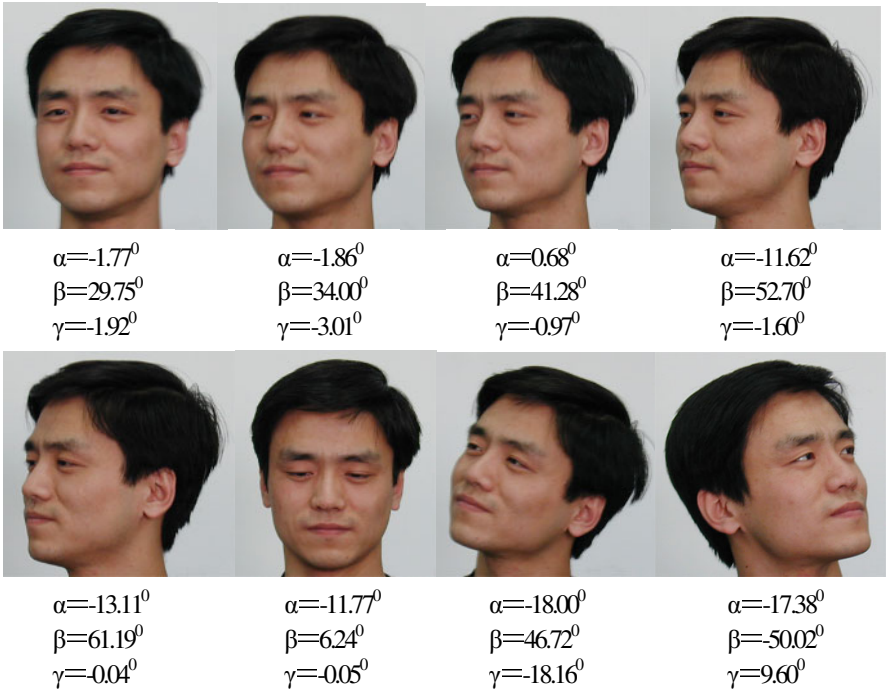 α=-1.77⁰ α=-1.86⁰ α=0.68⁰ α=-11.62⁰
β=29.75⁰ β=34.00⁰ β=41.28⁰ β=52.70⁰
γ=-1.92⁰ γ=-3.01⁰ γ=-0.97⁰ γ=-1.60⁰
α=-13.11⁰ α=-11.77⁰ α=-18.00⁰ α=-17.38⁰
β=61.19⁰ β=6.24⁰ β=46.72⁰ β=-50.02⁰
γ=-0.04⁰ γ=-0.05⁰ γ=-18.16⁰ γ=9.60⁰